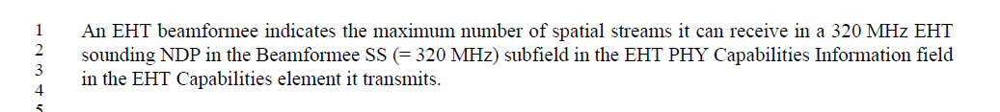 1 An EHT beamformee indicates the maximum number of spatial streams it can receive in a 320 MHz EHT
2 sounding NDP in the Beamformee SS (= 320 MHz) subfield in the EHT PHY Capabilities Information field
3 in the EHT Capabilities element it transmits.
4
5